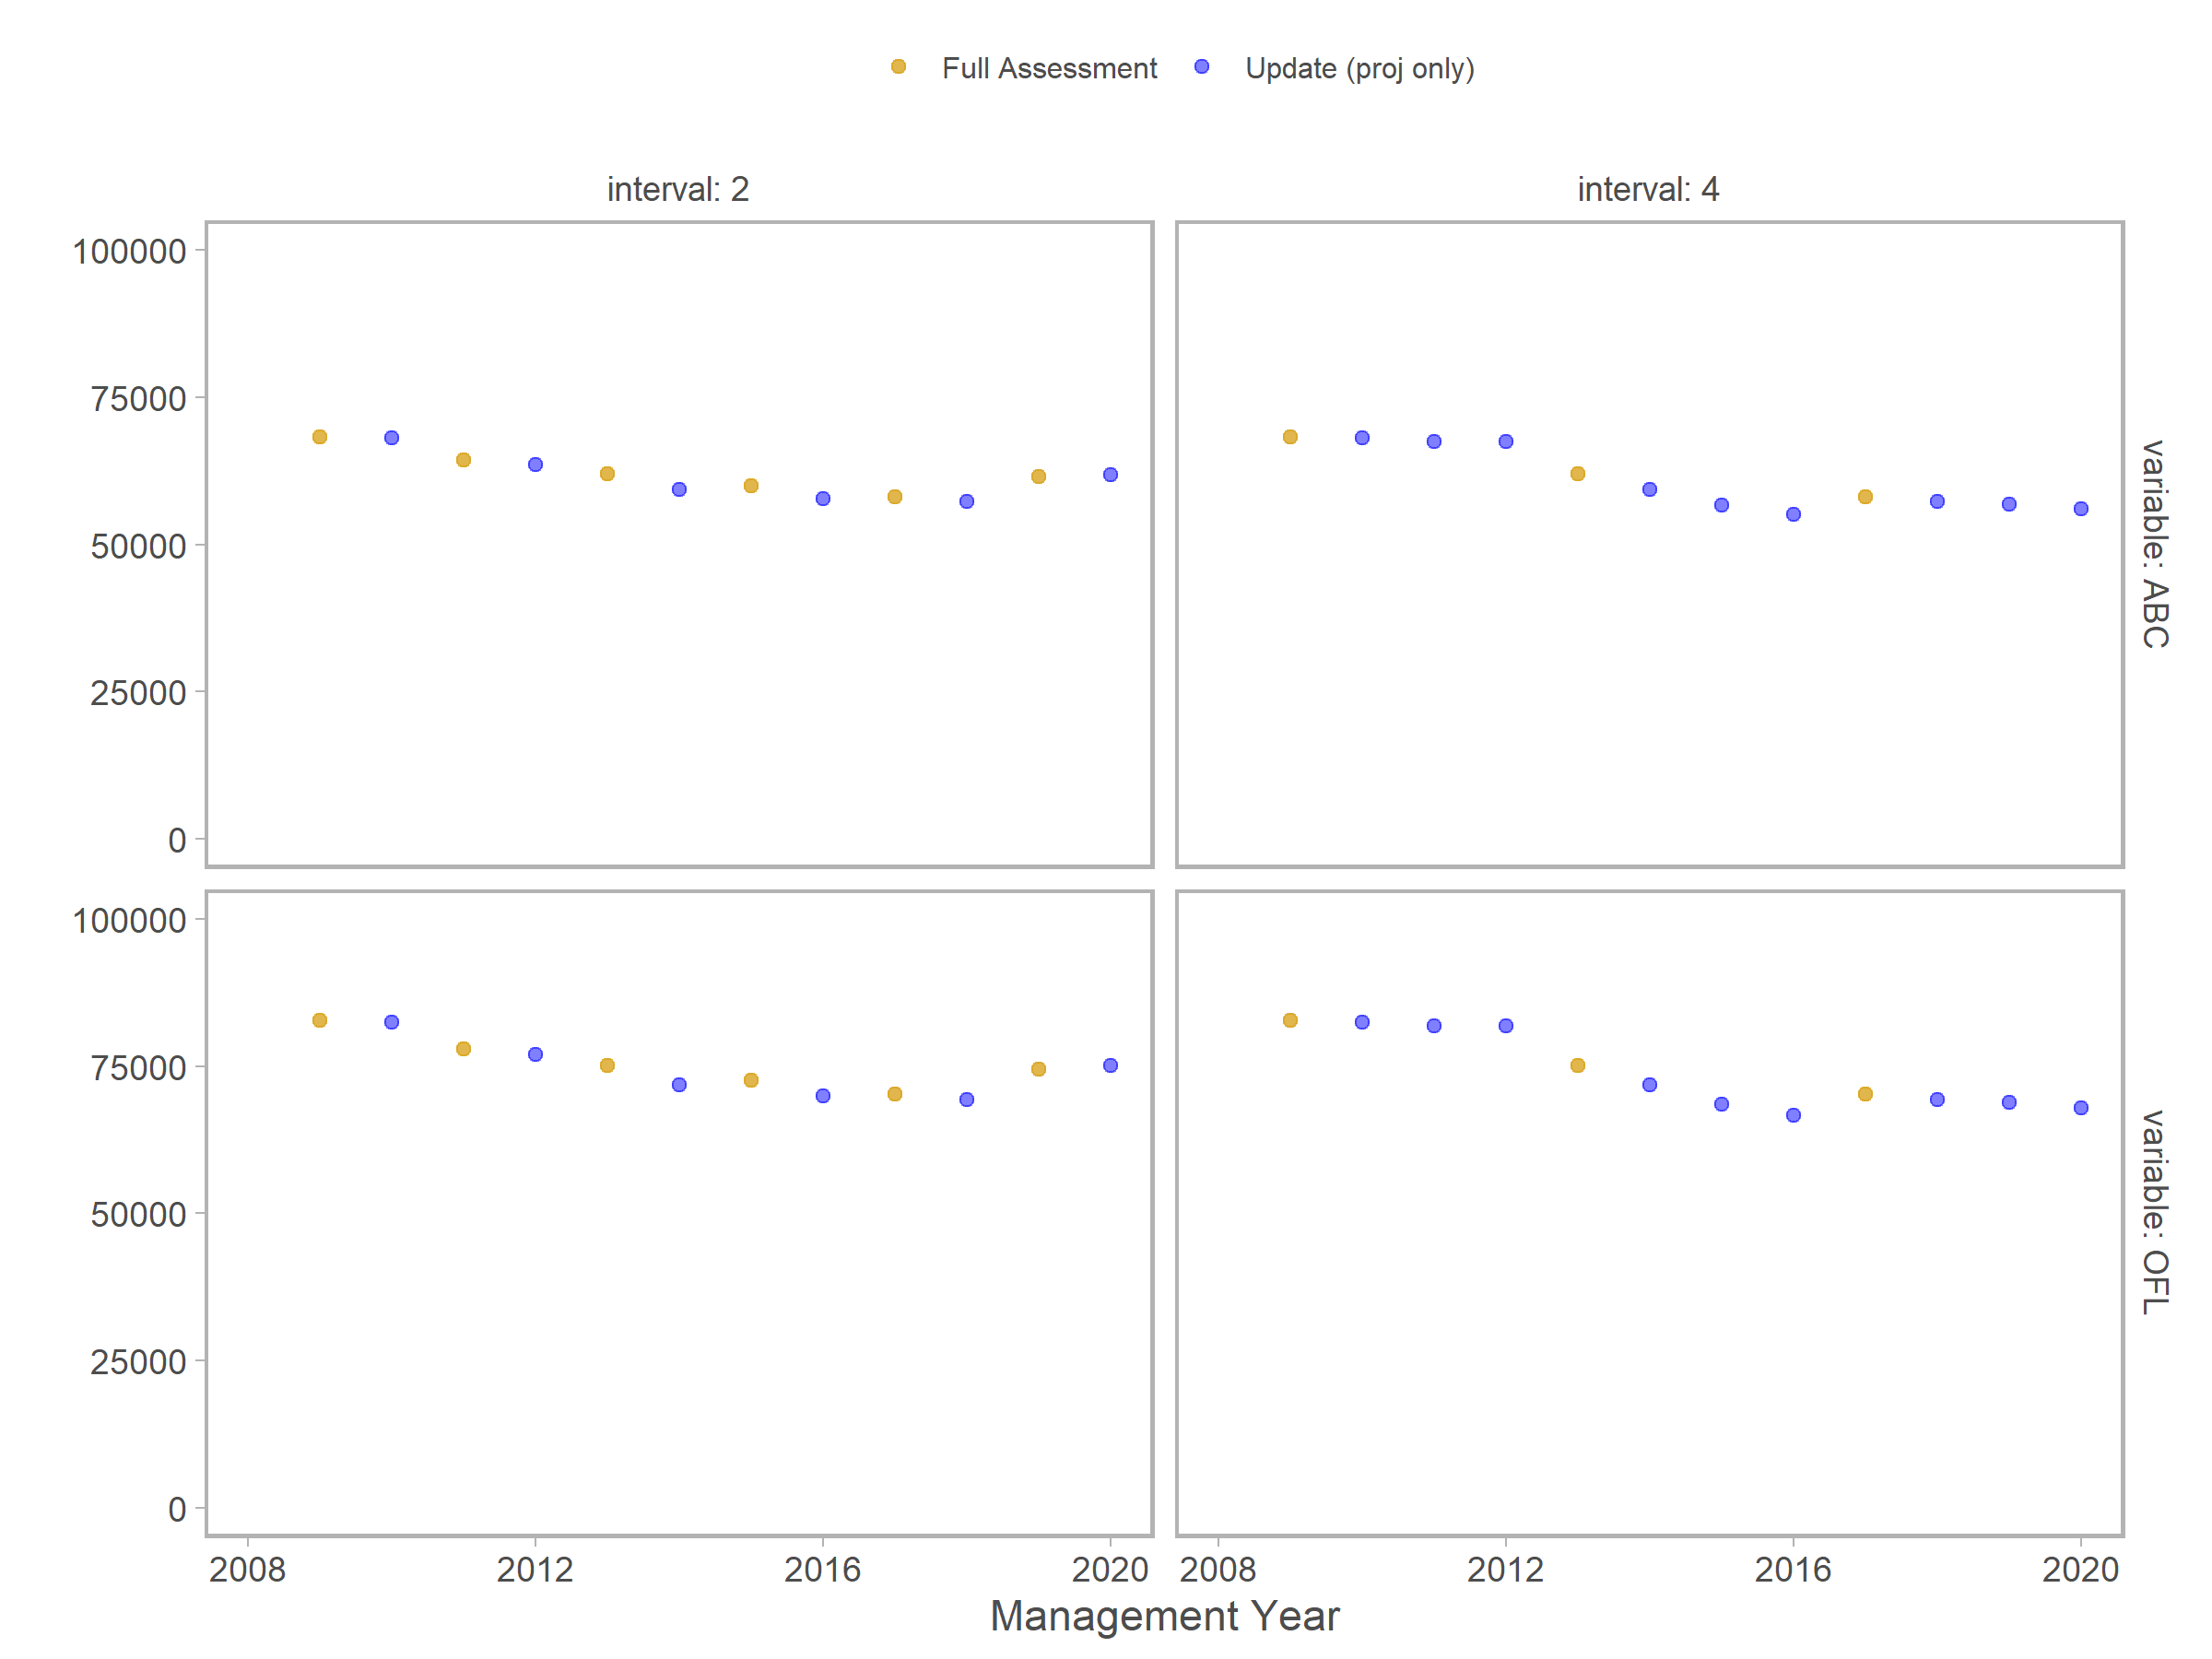 Full Assessment Update (proj only)
interval: 2 interval: 4
100000
75000
50000
25000
0
variable: ABC
100000
75000
50000
25000
0
variable: OFL
2008 2012 2016 2020 2008 2012 2016 2020
Management Year